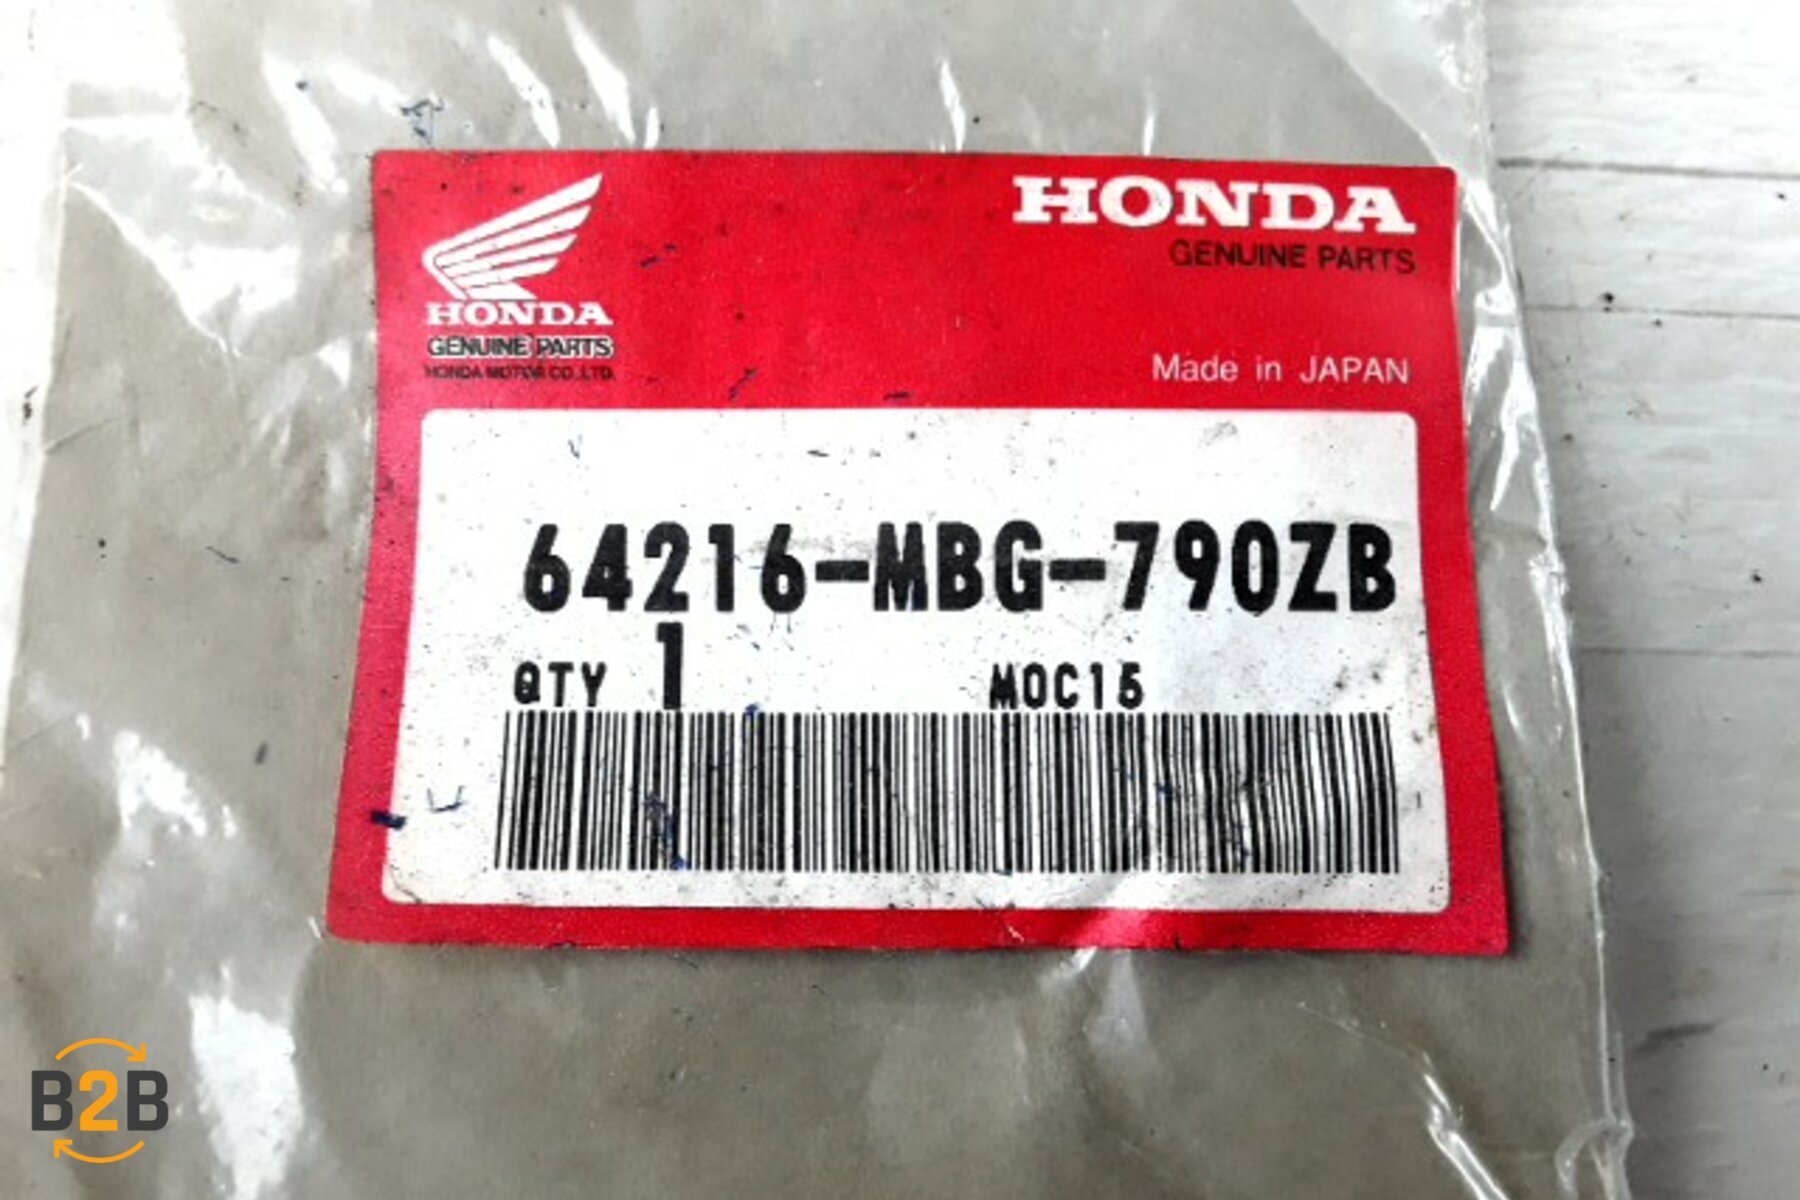 HONDA
GENUINE PARTS
HONDA MOTOR CO.,LTD.
HONDA
GENUINE PARTS
Made in JAPAN
64216-MBG-790ZB
QTY 1 MOC15
B2B